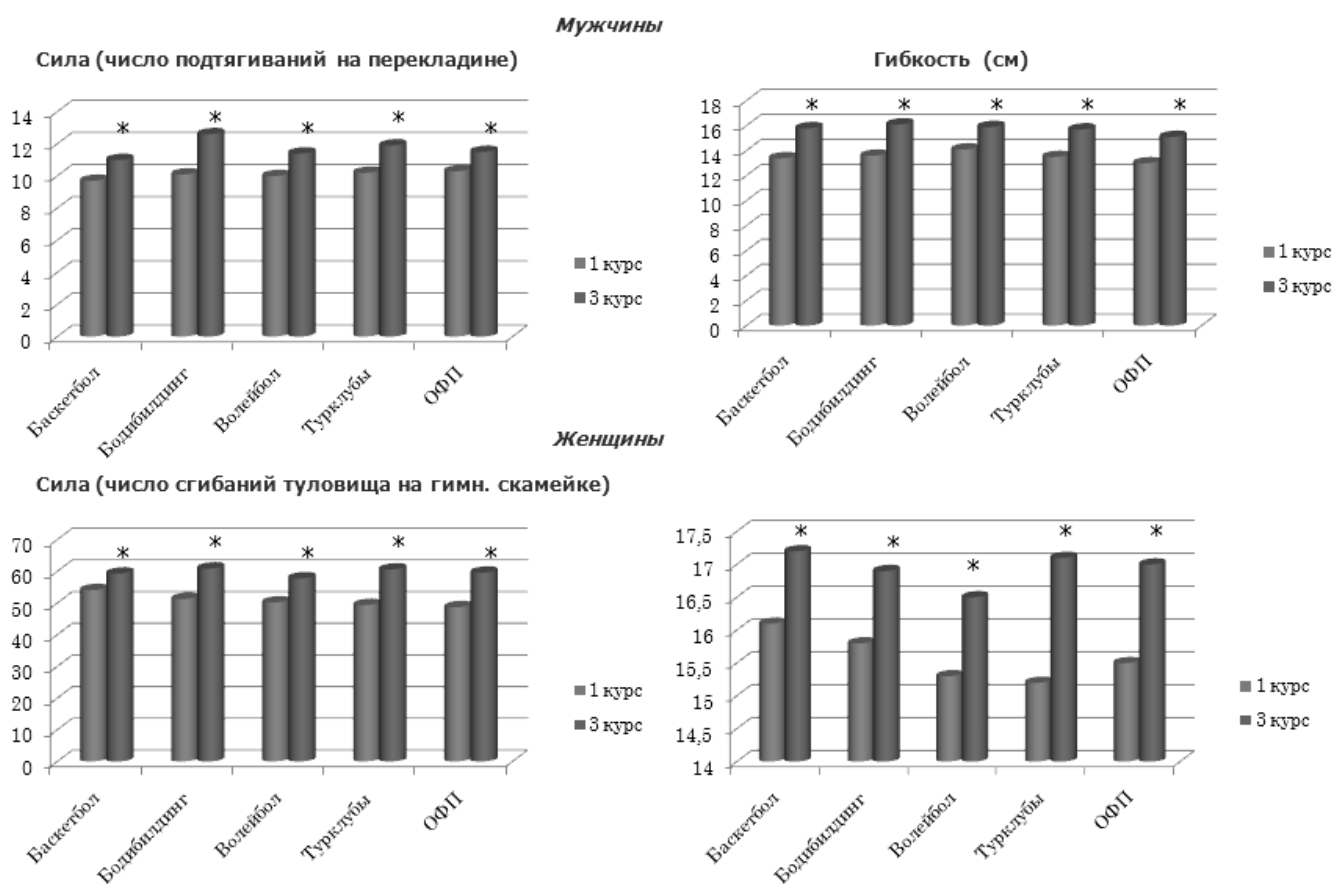 Мужчины
Сила (число подтягиваний на перекладине)
14
12
10
8
6
4
2
0
* * * * *
Баскетбол
Бодибилдинг
Волейбол
Турклубы
ОФП
1 курс
3 курс
Гибкость (см)
18
16
14
12
10
8
6
4
2
0
* * * * *
Баскетбол
Бодибилдинг
Волейбол
Турклубы
ОФП
1 курс
3 курс
Женщины
Сила (число сгибаний туловища на гимн. скамейке)
70
60
50
40
30
20
10
0
* * * * *
Баскетбол
Бодибилдинг
Волейбол
Турклубы
ОФП
1 курс
3 курс
17,5
17
16,5
16
15,5
15
14,5
14
* * * * *
Баскетбол
Бодибилдинг
Волейбол
Турклубы
ОФП
1 курс
3 курс